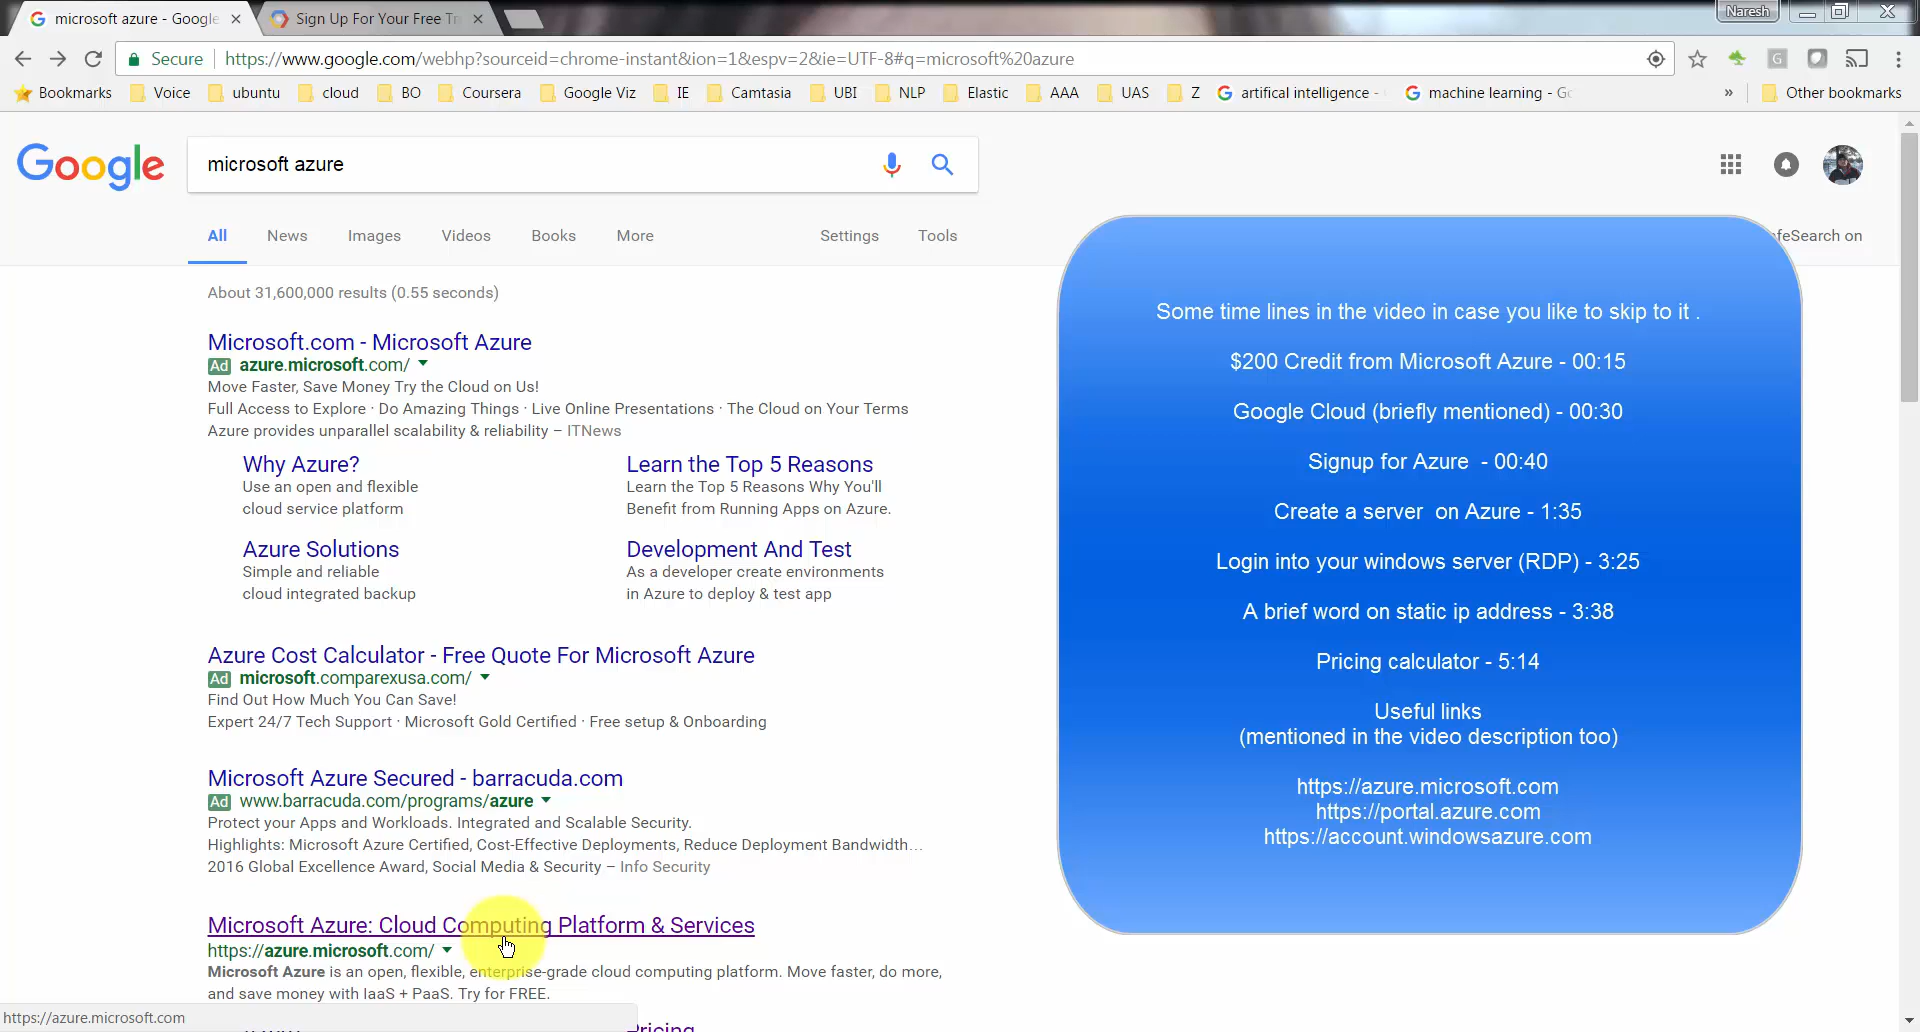 microsoft azure - Google
Sign Up For Your Free Tr
Naresh
Secure
https://www.google.com/webhp?sourceid=chrome-instant&ion=1&espv=2&ie=UTF-8#q=microsoft%20azure
Bookmarks
Voice
ubuntu
cloud
BO
Coursera
Google Viz
IE
Camtasia
UBI
NLP
Elastic
AAA
UAS
Z
artifical intelligence -
machine learning - Go
»
Other bookmarks
Google
microsoft azure
All
News
Images
Videos
Books
More
Settings
Tools
feSearch on
About 31,600,000 results (0.55 seconds)
Microsoft.com - Microsoft Azure
Ad azure.microsoft.com/
Move Faster, Save Money Try the Cloud on Us!
Full Access to Explore · Do Amazing Things · Live Online Presentations · The Cloud on Your Terms
Azure provides unparallel scalability & reliability – ITNews
Why Azure?
Use an open and flexible
cloud service platform
Learn the Top 5 Reasons
Learn the Top 5 Reasons Why You'll
Benefit from Running Apps on Azure.
Azure Solutions
Simple and reliable
cloud integrated backup
Development And Test
As a developer create environments
in Azure to deploy & test app
Azure Cost Calculator - Free Quote For Microsoft Azure
Ad microsoft.comparexusa.com/
Find Out How Much You Can Save!
Expert 24/7 Tech Support · Microsoft Gold Certified · Free setup & Onboarding
Microsoft Azure Secured - barracuda.com
Ad www.barracuda.com/programs/azure
Protect your Apps and Workloads. Integrated and Scalable Security.
Highlights: Microsoft Azure Certified, Cost-Effective Deployments, Reduce Deployment Bandwidth…
2016 Global Excellence Award, Social Media & Security – Info Security
Microsoft Azure: Cloud Computing Platform & Services
https://azure.microsoft.com/
Microsoft Azure is an open, flexible, enterprise-grade cloud computing platform. Move faster, do more,
and save money with IaaS + PaaS. Try for FREE.
Pricing
https://azure.microsoft.com
Some time lines in the video in case you like to skip to it .
$200 Credit from Microsoft Azure - 00:15
Google Cloud (briefly mentioned) - 00:30
Signup for Azure - 00:40
Create a server on Azure - 1:35
Login into your windows server (RDP) - 3:25
A brief word on static ip address - 3:38
Pricing calculator - 5:14
Useful links
(mentioned in the video description too)
https://azure.microsoft.com
https://portal.azure.com
https://account.windowsazure.com